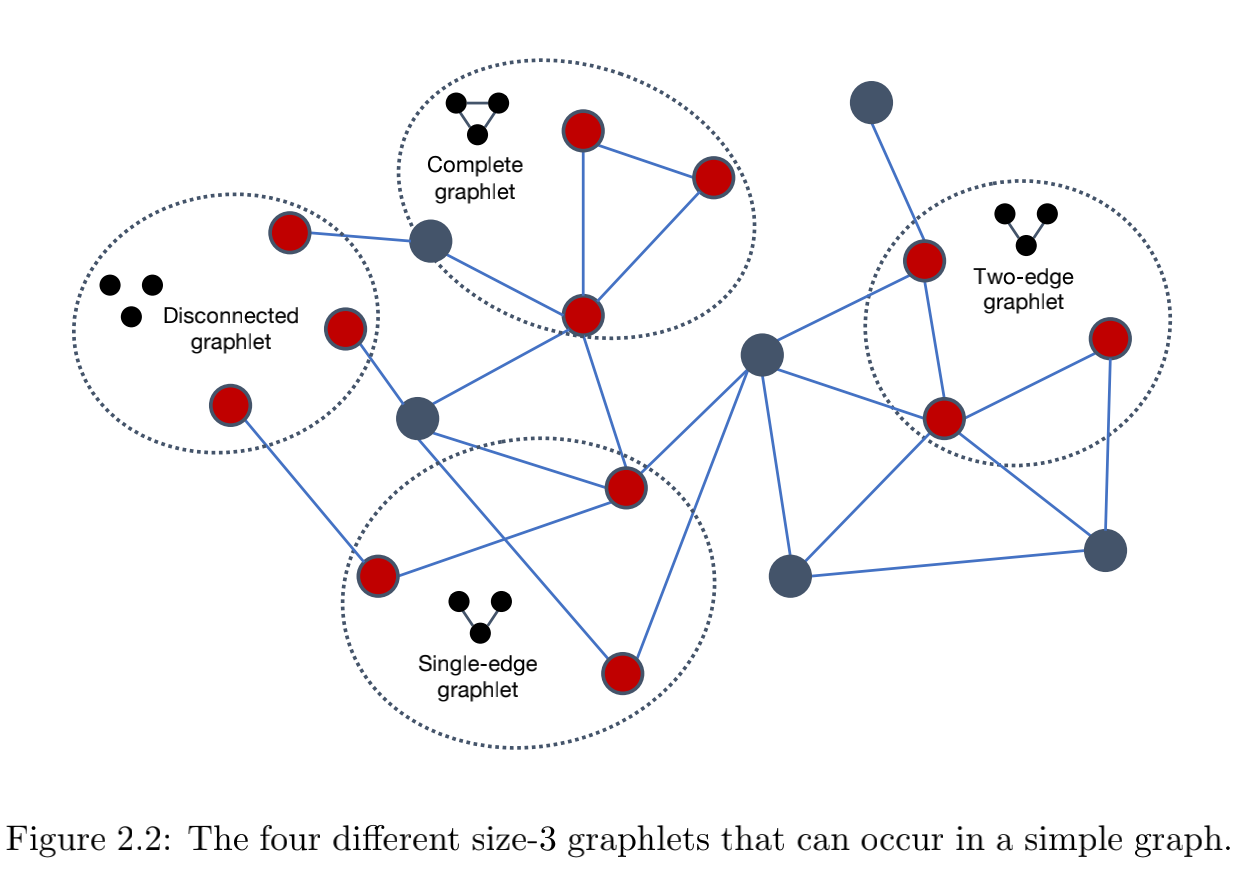 Complete
graphlet
Two-edge
graphlet
Disconnected
graphlet
Single-edge
graphlet
Figure 2.2: The four different size-3 graphlets that can occur in a simple graph.